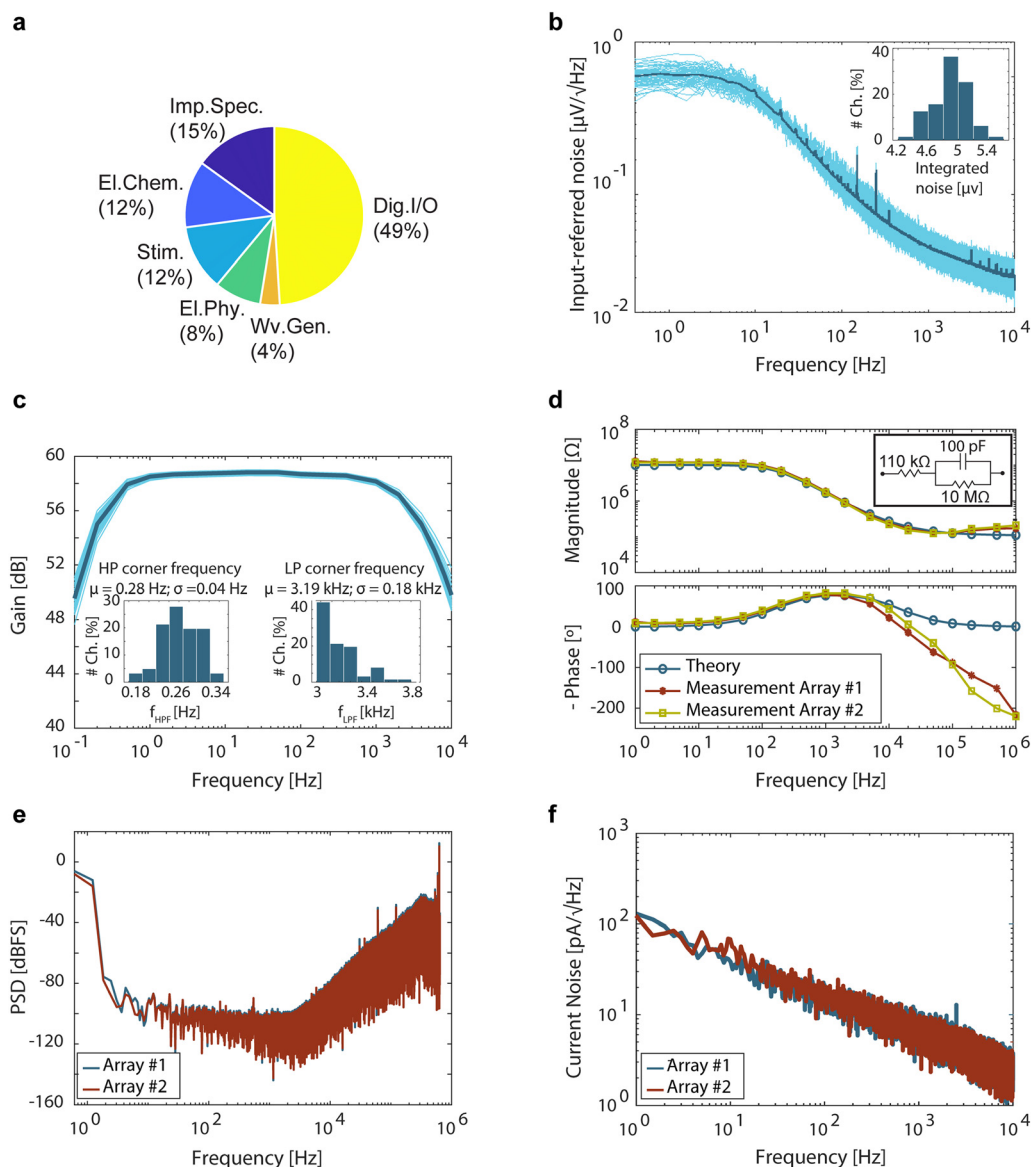 a
Imp.Spec.
(15%)
El.Chem.
(12%)
Stim.
(12%)
El.Phy.
(8%)
Wv.Gen.
(4%)
Dig.I/O
(49%)
b
Input-referred noise [µV/√Hz]
10^0
10^-1
10^-2
10^0 10^1 10^2 10^3 10^4
Frequency [Hz]
# Ch. [%]
40
20
0
4.2 4.6 5 5.4
Integrated
noise [µv]
c
Gain [dB]
60
56
52
48
44
40
10^-1 10^0 10^1 10^2 10^3 10^4
Frequency [Hz]
HP corner frequency
µ = 0.28 Hz; σ =0.04 Hz
# Ch. [%]
30
20
10
0
0.18 0.26 0.34
f_HPF [Hz]
LP corner frequency
µ = 3.19 kHz; σ = 0.18 kHz
# Ch. [%]
40
20
0
3 3.4 3.8
f_LPF [kHz]
d
Magnitude [Ω]
10^8
10^6
10^4
100 pF
110 kΩ
10 MΩ
- Phase [º]
100
0
-100
-200
Theory
Measurement Array #1
Measurement Array #2
10^0 10^1 10^2 10^3 10^4 10^5 10^6
Frequency [Hz]
e
PSD [dBFS]
0
-40
-80
-120
-160
Array #1
Array #2
10^0 10^2 10^3 10^4 10^6
Frequency [Hz]
f
Current Noise [pA/√Hz]
10^3
10^2
10^1
10^0
Array #1
Array #2
10^0 10^1 10^2 10^3 10^4
Frequency [Hz]